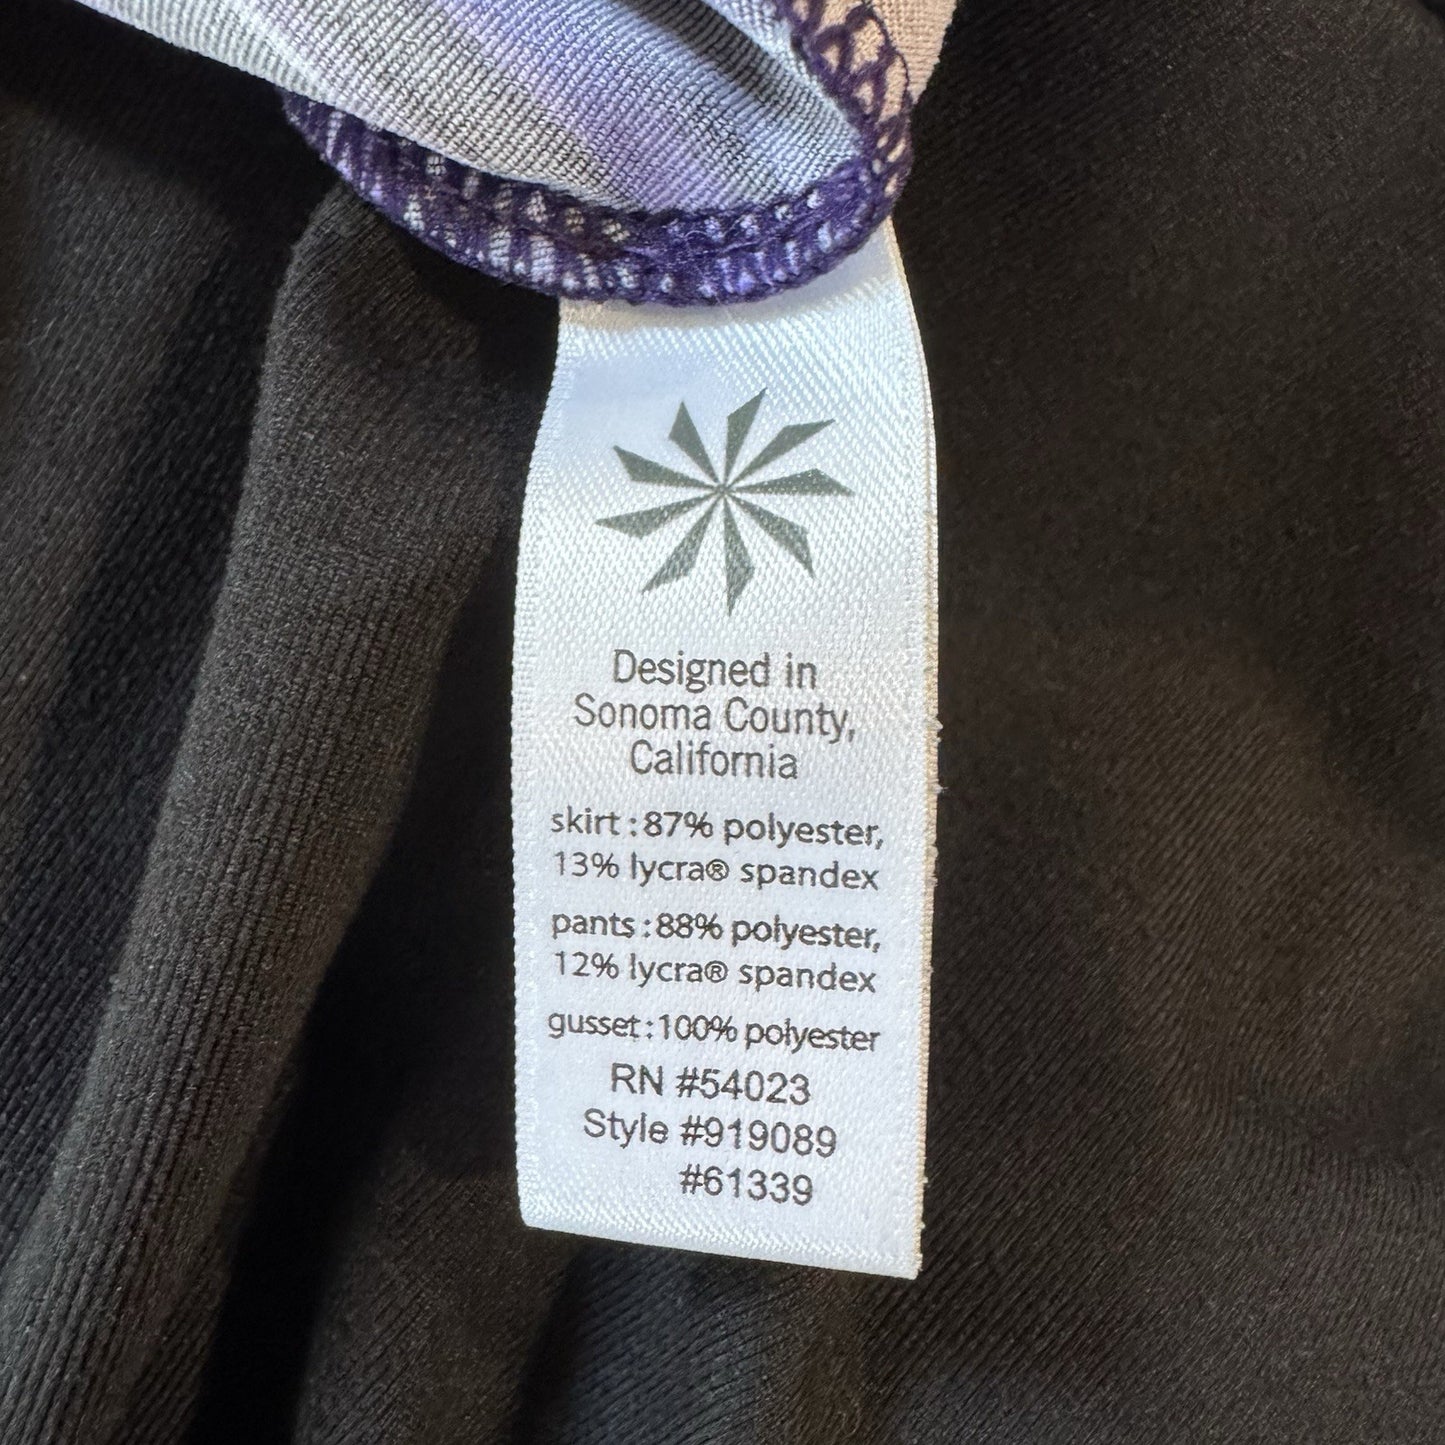 Designed in
Sonoma County,
California
skirt : 87% polyester,
13% lycra® spandex
pants : 88% polyester,
12% lycra® spandex
gusset : 100% polyester
RN #54023
Style #919089
#61339